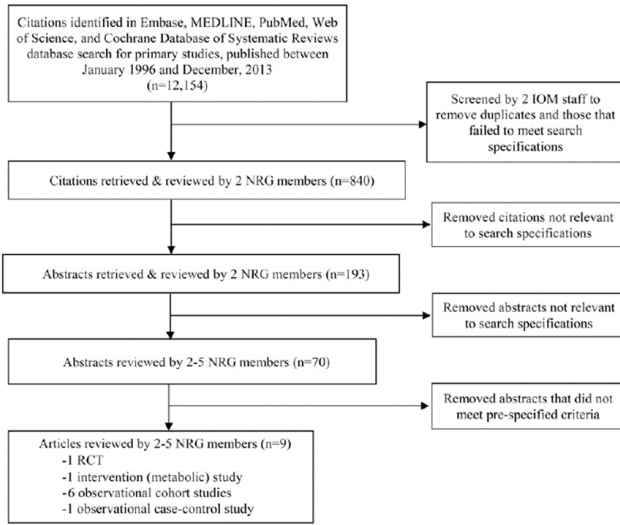 Citations identified in Embase, MEDLINE, PubMed, Web
of Science, and Cochrane Database of Systematic Reviews
database search for primary studies, published between
January 1996 and December, 2013
(n=12,154)
Screened by 2 IOM staff to
remove duplicates and those that
failed to meet search
specifications
Citations retrieved & reviewed by 2 NRG members (n=840)
Removed citations not relevant
to search specifications
Abstracts retrieved & reviewed by 2 NRG members (n=193)
Removed abstracts not relevant
to search specifications
Abstracts reviewed by 2-5 NRG members (n=70)
Removed abstracts that did not
meet pre-specified criteria
Articles reviewed by 2-5 NRG members (n=9)
-1 RCT
-1 intervention (metabolic) study
-6 observational cohort studies
-1 observational case-control study